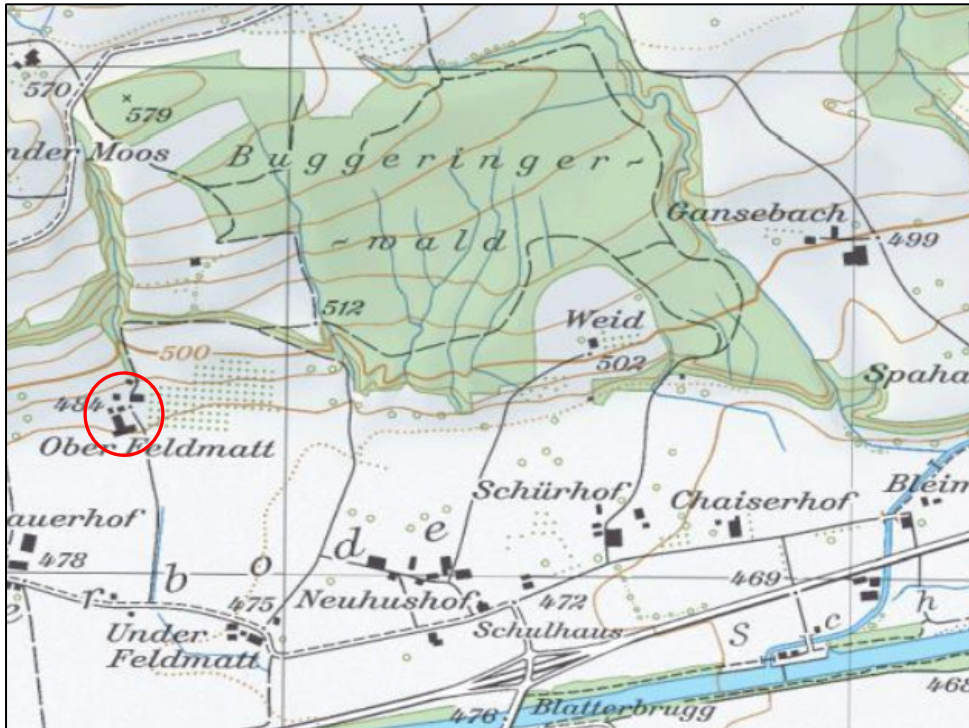 570
579
nder Moos
Buggeringer-
-wald
Gansebach
499
512
Weid
500
502
Spaha
484
Ober Feldmatt
Schürhof
Chaiserhof
Bleim
auerhof
478
d e
469
e r b o
Neuhushof
472
475
Schulhaus
S c h
Under
Feldmatt
476
Blatterbrugg
468